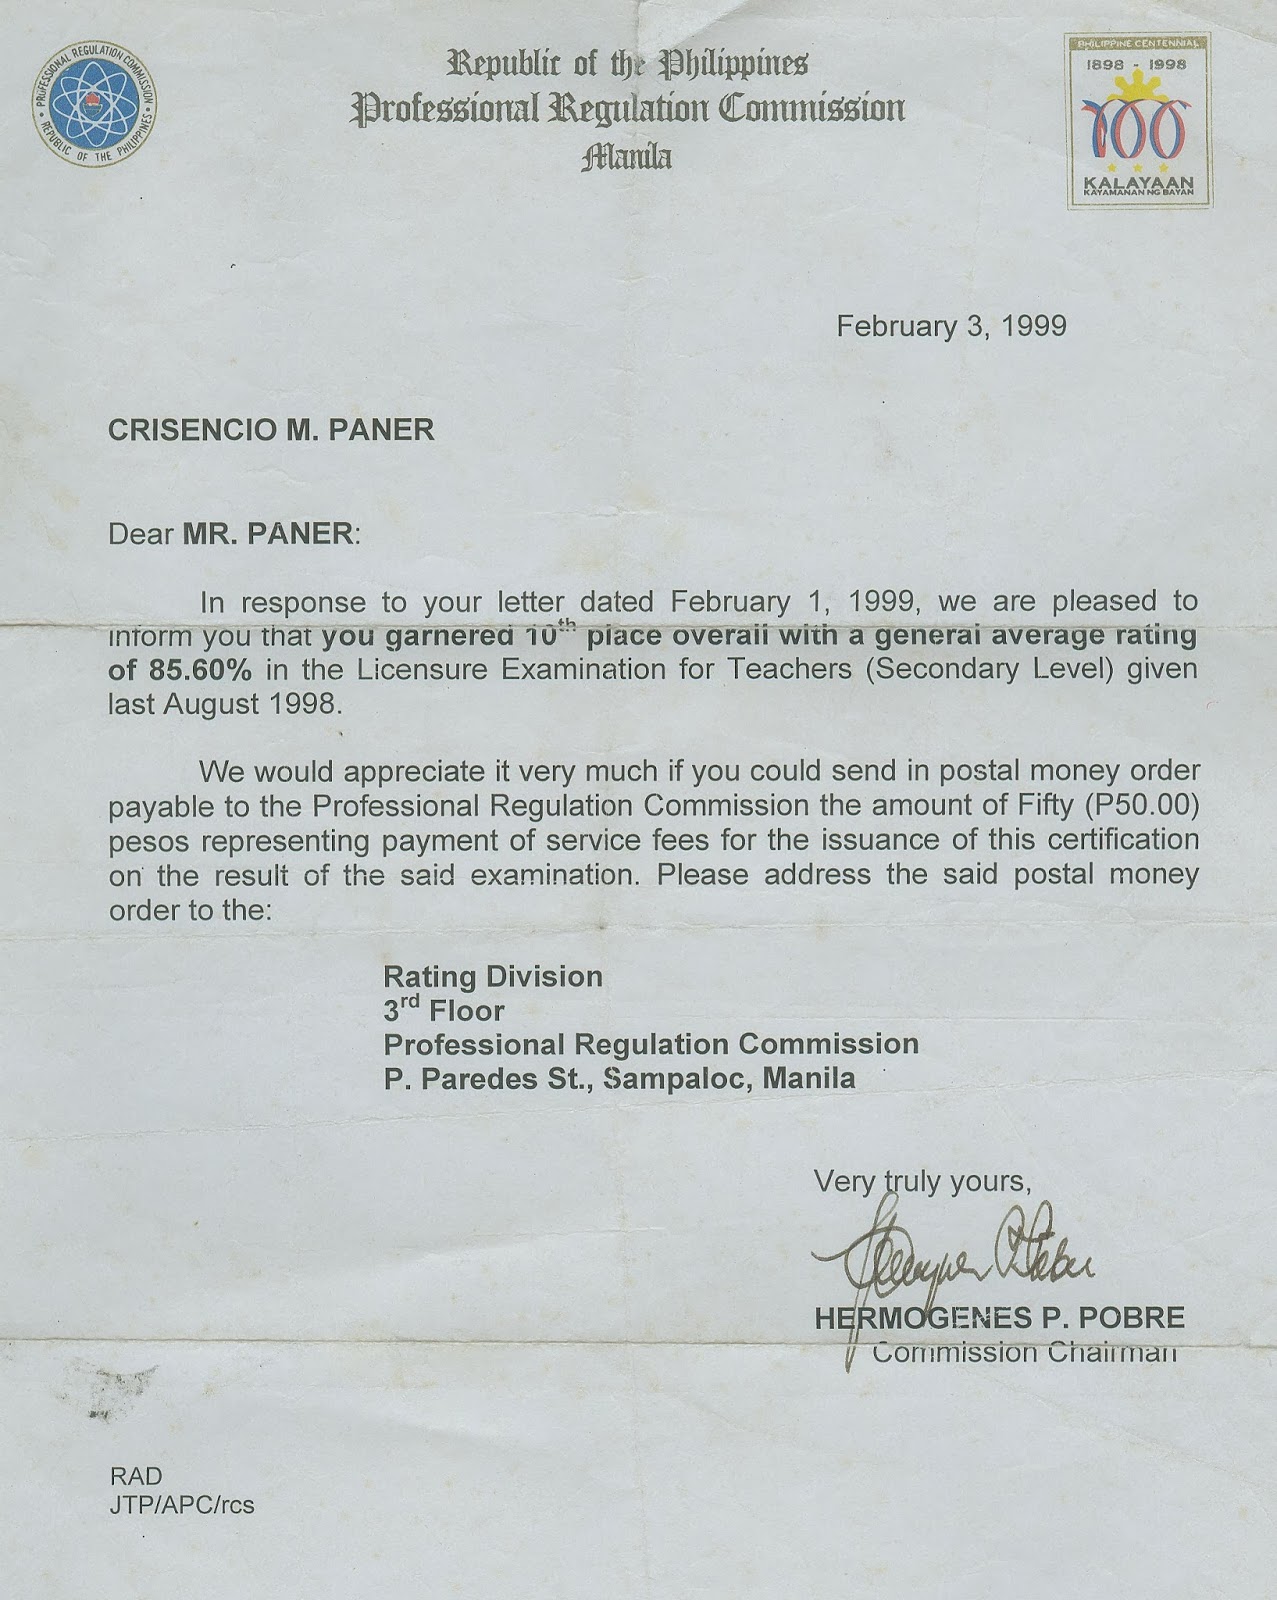 PROFESSIONAL REGULATION COMMISSION
REPUBLIC OF THE PHILIPPINES
Republic of the Philippines
Professional Regulation Commission
Manila
PHILIPPINE CENTENNIAL
1898 - 1998
100
KALAYAAN
KAYAMANAN NG BAYAN
February 3, 1999
CRISENCIO M. PANER
Dear MR. PANER:
In response to your letter dated February 1, 1999, we are pleased to
inform you that you garnered 10th place overall with a general average rating
of 85.60% in the Licensure Examination for Teachers (Secondary Level) given
last August 1998.
We would appreciate it very much if you could send in postal money order
payable to the Professional Regulation Commission the amount of Fifty (P50.00)
pesos representing payment of service fees for the issuance of this certification
on the result of the said examination. Please address the said postal money
order to the:
Rating Division
3rd Floor
Professional Regulation Commission
P. Paredes St., Sampaloc, Manila
Very truly yours,
HERMOGENES P. POBRE
Commission Chairman
RAD
JTP/APC/rcs